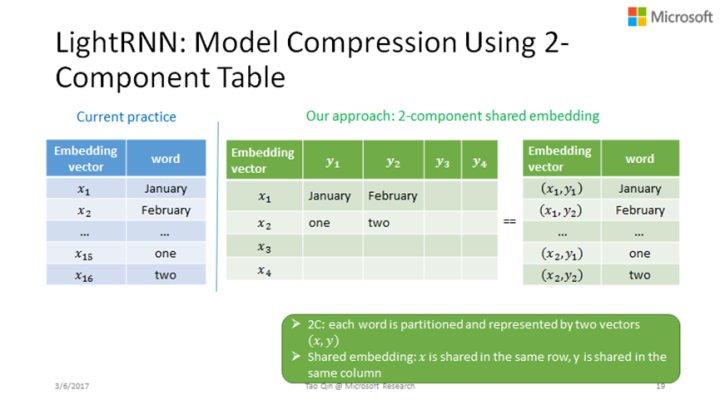 Microsoft
LightRNN: Model Compression Using 2-
Component Table
Current practice
Our approach: 2-component shared embedding
Embedding vector word
x₁ January
x₂ February
... ...
x₁₅ one
x₁₆ two
Embedding vector y₁ y₂ y₃ y₄
x₁ January February
x₂ one two
x₃
x₄
==
Embedding vector word
(x₁,y₁) January
(x₁,y₂) February
... ...
(x₂,y₁) one
(x₂,y₂) two
➢ 2C: each word is partitioned and represented by two vectors
(x, y)
➢ Shared embedding: x is shared in the same row, y is shared in the
same column
3/6/2017
Tao Qin @ Microsoft Research
19